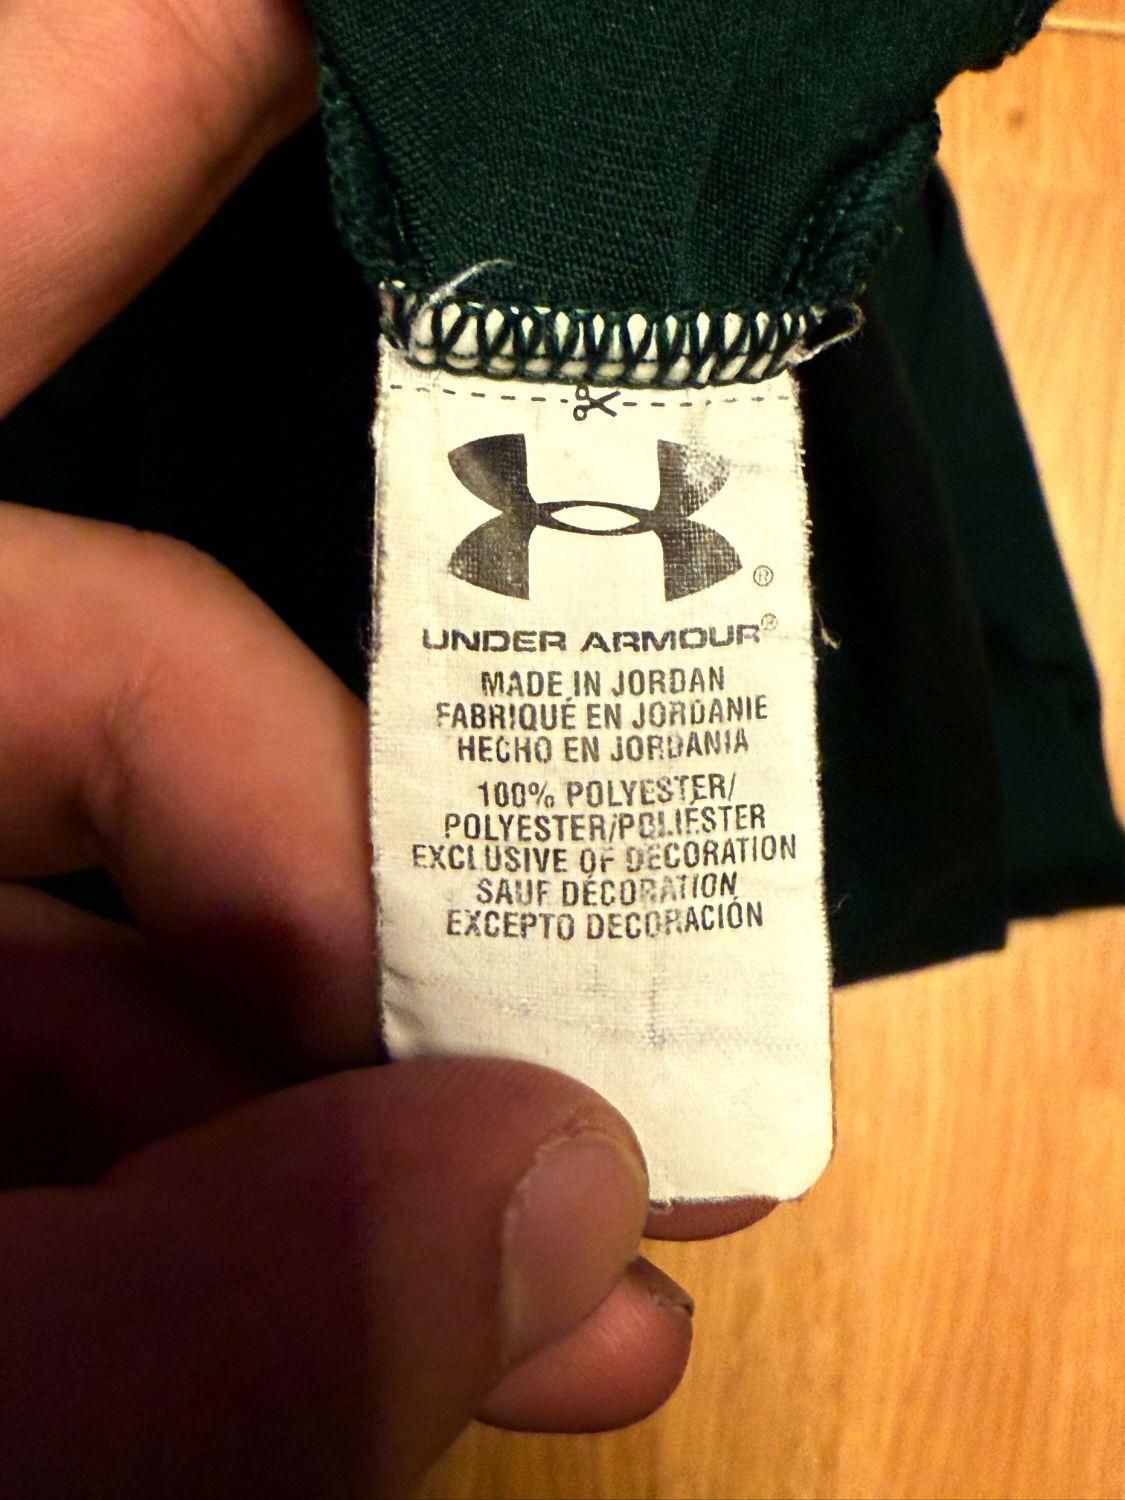 UNDER ARMOUR®
MADE IN JORDAN
FABRIQUÉ EN JORDANIE
HECHO EN JORDANIA
100% POLYESTER/
POLYESTER/POLIÉSTER
EXCLUSIVE OF DECORATION
SAUF DÉCORATION
EXCEPTO DECORACIÓN